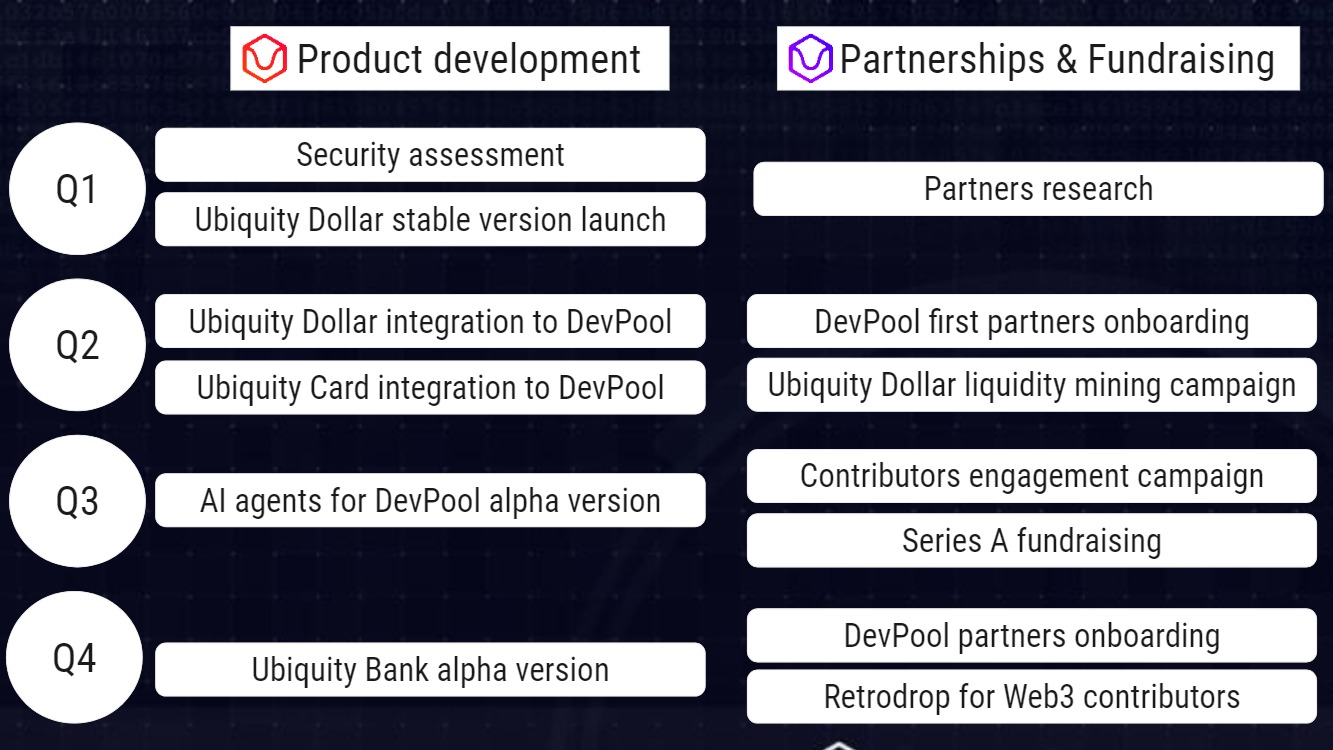 Product development
Partnerships & Fundraising
Q1
Security assessment
Ubiquity Dollar stable version launch
Partners research
Q2
Ubiquity Dollar integration to DevPool
Ubiquity Card integration to DevPool
DevPool first partners onboarding
Ubiquity Dollar liquidity mining campaign
Q3
AI agents for DevPool alpha version
Contributors engagement campaign
Series A fundraising
Q4
Ubiquity Bank alpha version
DevPool partners onboarding
Retrodrop for Web3 contributors